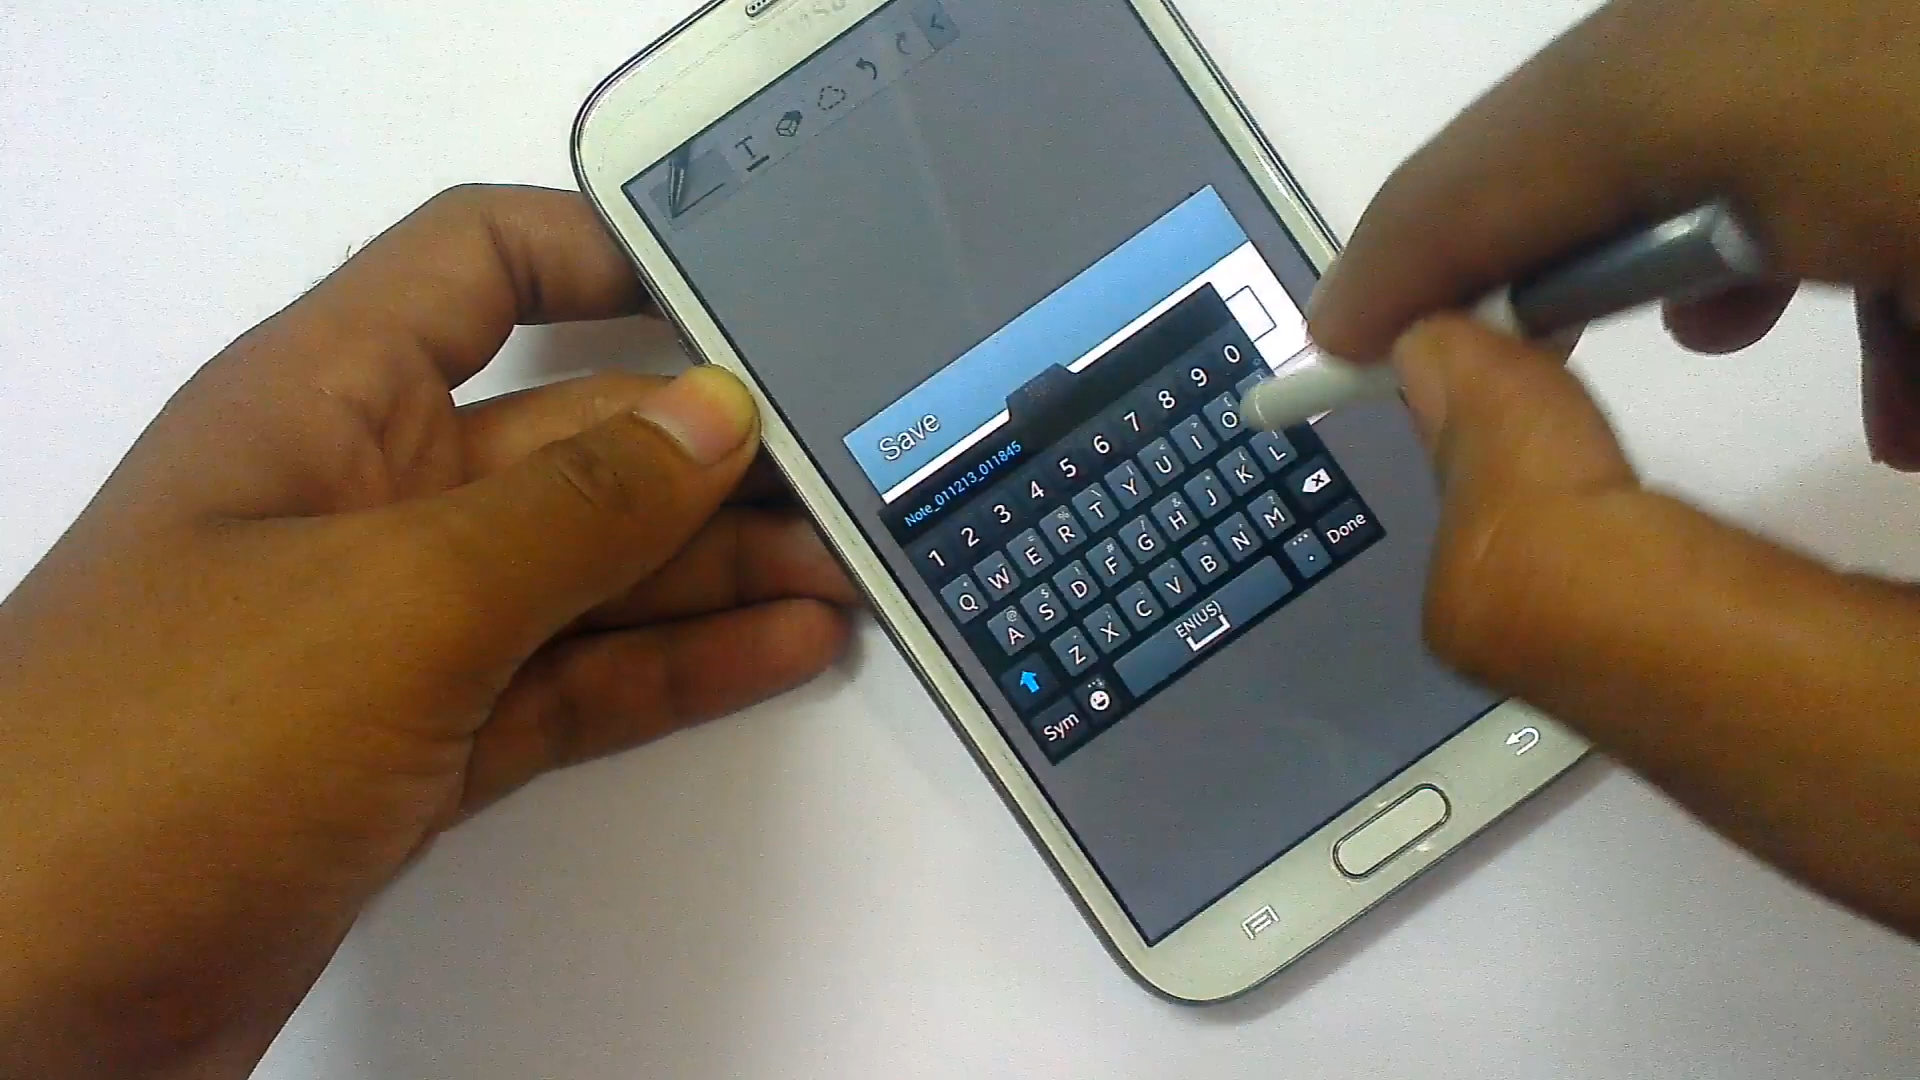 T
Save
Note_011213_011845
1 2 3 4 5 6 7 8 9 0
Q W E R T Y U I O
A S D F G H J K L
Z X C V B N M
Sym EN(US) . Done